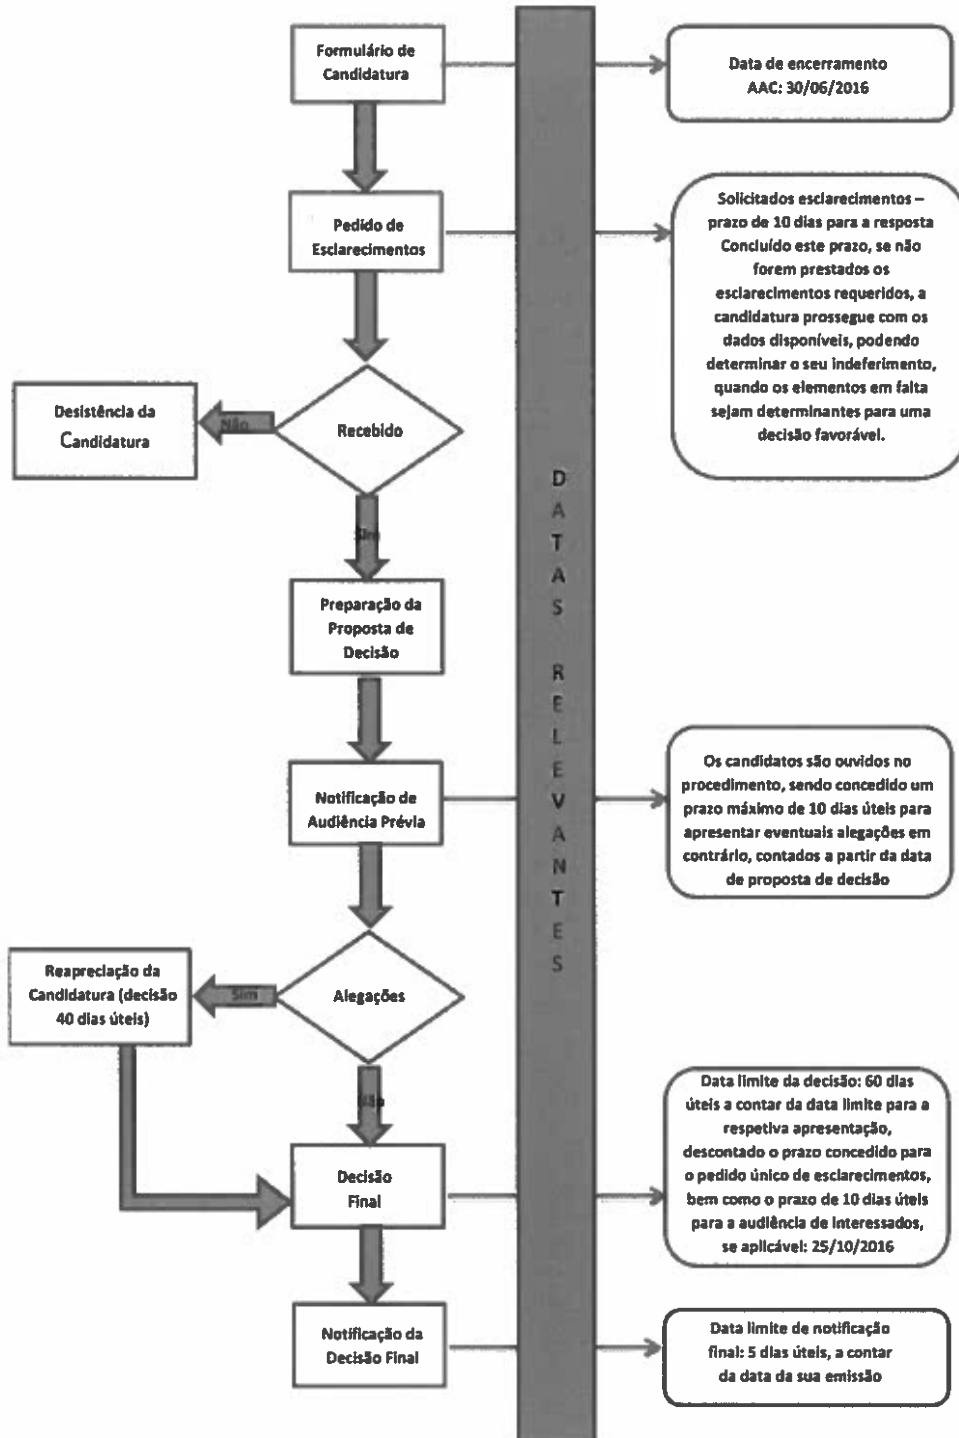 Formulário de
Candidatura
Data de encerramento
AAC: 30/06/2016
Pedido de
Esclarecimentos
Solicitados esclarecimentos –
prazo de 10 dias para a resposta
Concluído este prazo, se não
forem prestados os
esclarecimentos requeridos, a
candidatura prossegue com os
dados disponíveis, podendo
determinar o seu indeferimento,
quando os elementos em falta
sejam determinantes para uma
decisão favorável.
Desistência da
Candidatura
Não
Recebido
Sim
Preparação da
Proposta de
Decisão
DATAS RELEVANTES
Notificação de
Audiência Prévia
Os candidatos são ouvidos no
procedimento, sendo concedido um
prazo máximo de 10 dias úteis para
apresentar eventuais alegações em
contrário, contados a partir da data
de proposta de decisão
Reapreciação da
Candidatura (decisão
40 dias úteis)
Sim
Alegações
Não
Decisão
Final
Data limite da decisão: 60 dias
úteis a contar da data limite para a
respetiva apresentação,
descontado o prazo concedido para
o pedido único de esclarecimentos,
bem como o prazo de 10 dias úteis
para a audiência de interessados,
se aplicável: 25/10/2016
Notificação da
Decisão Final
Data limite de notificação
final: 5 dias úteis, a contar
da data da sua emissão